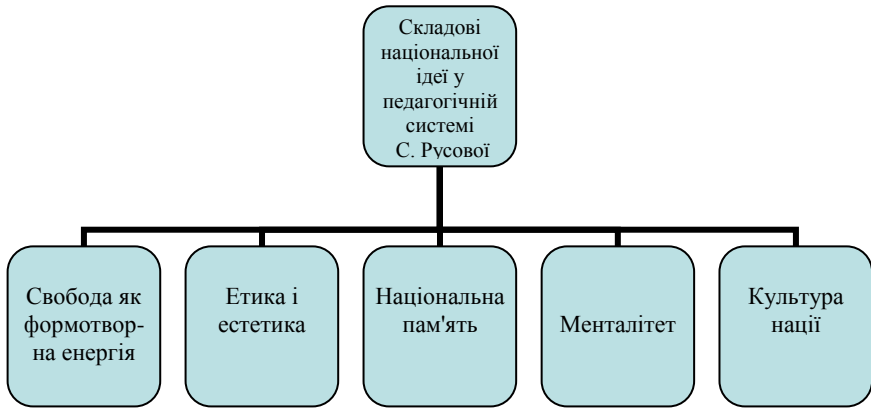 Складові
національної
ідеї у
педагогічній
системі
С. Русової
Свобода як
формотвор-
на енергія
Етика і
естетика
Національна
пам'ять
Менталітет
Культура
нації